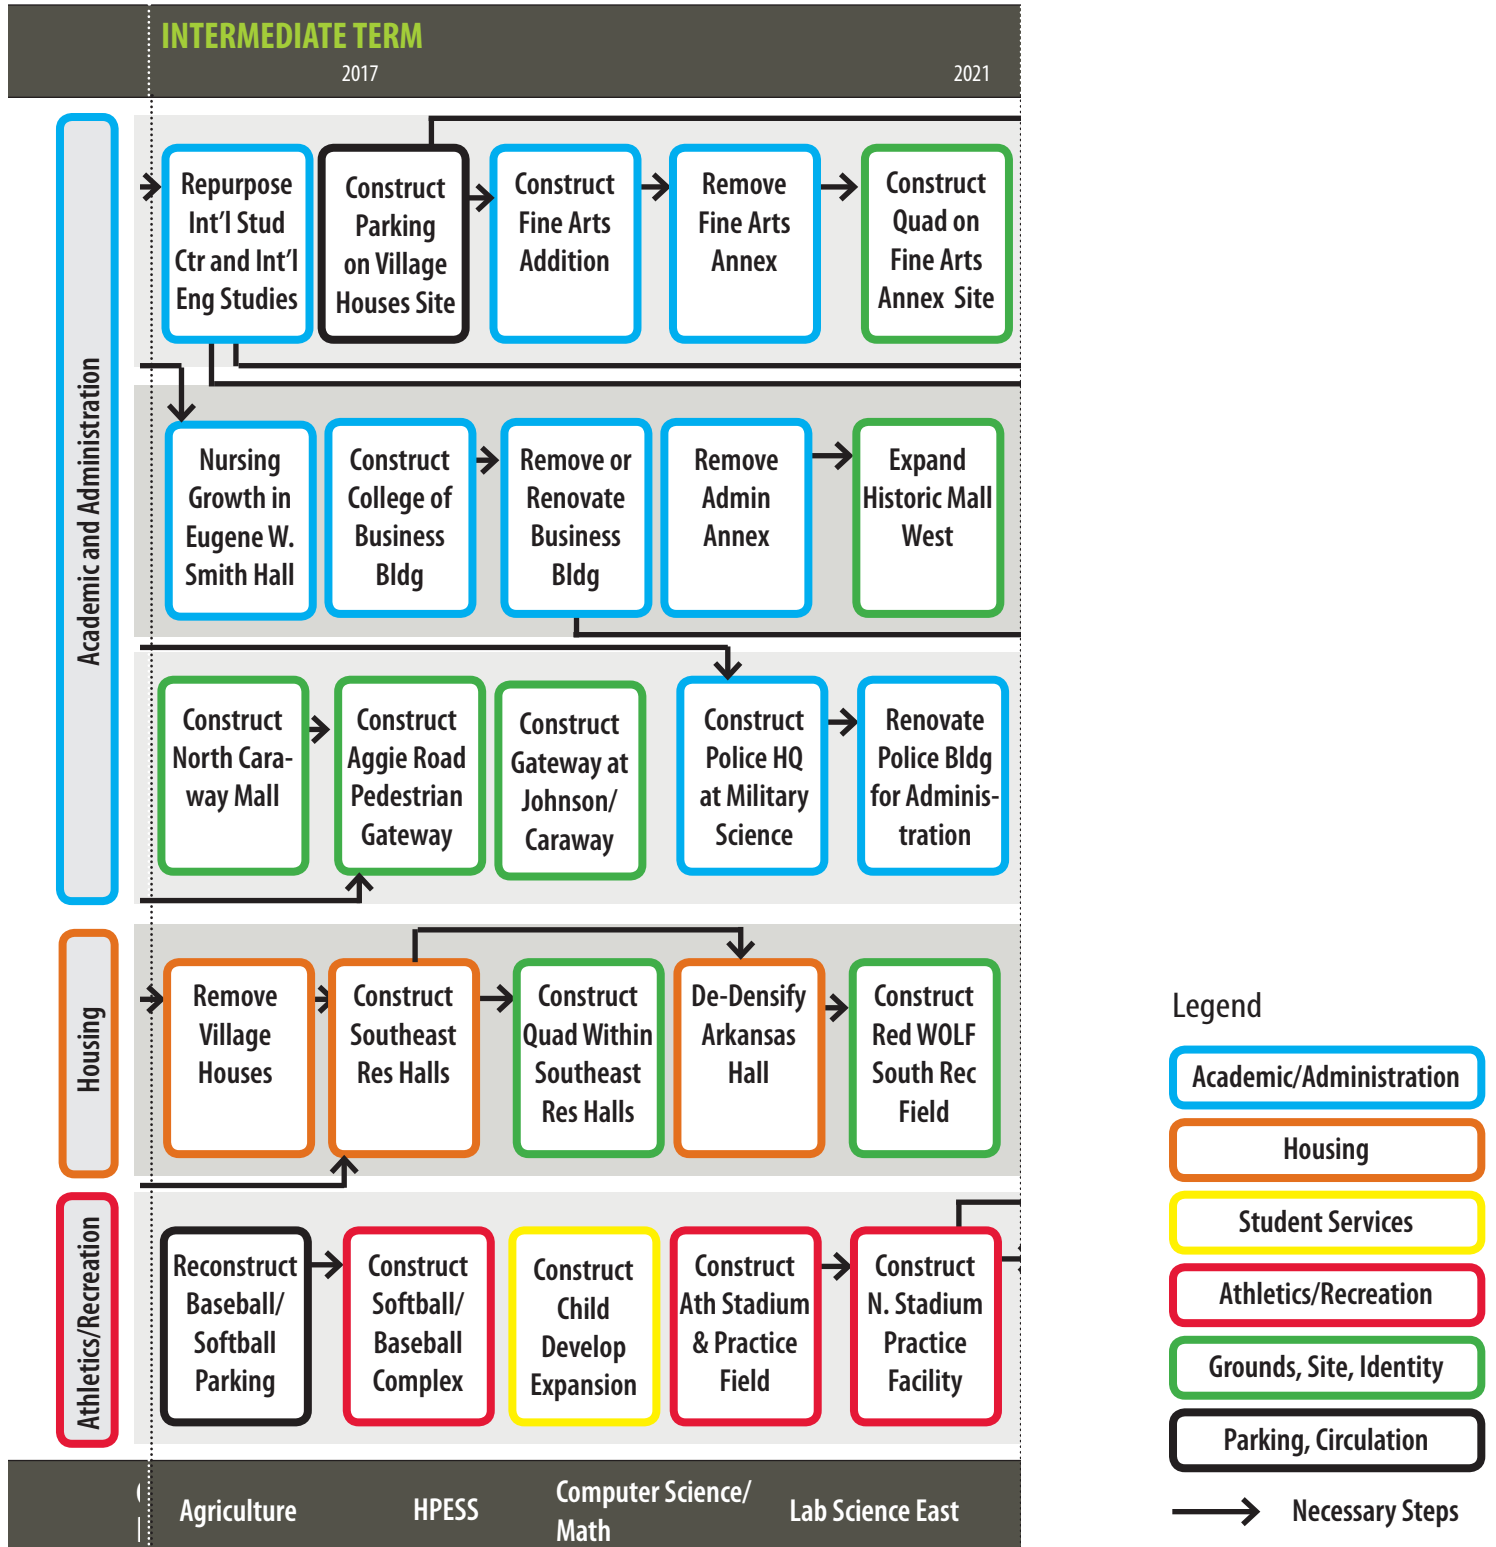 INTERMEDIATE TERM
2017
2021
Academic and Administration
Repurpose
Int'l Stud
Ctr and Int'l
Eng Studies
Construct
Parking
on Village
Houses Site
Construct
Fine Arts
Addition
Remove
Fine Arts
Annex
Construct
Quad on
Fine Arts
Annex Site
Nursing
Growth in
Eugene W.
Smith Hall
Construct
College of
Business
Bldg
Remove or
Renovate
Business
Bldg
Remove
Admin
Annex
Expand
Historic Mall
West
Construct
North Cara-
way Mall
Construct
Aggie Road
Pedestrian
Gateway
Construct
Gateway at
Johnson/
Caraway
Construct
Police HQ
at Military
Science
Renovate
Police Bldg
for Adminis-
tration
Housing
Remove
Village
Houses
Construct
Southeast
Res Halls
Construct
Quad Within
Southeast
Res Halls
De-Densify
Arkansas
Hall
Construct
Red WOLF
South Rec
Field
Athletics/Recreation
Reconstruct
Baseball/
Softball
Parking
Construct
Softball/
Baseball
Complex
Construct
Child
Develop
Expansion
Construct
Ath Stadium
& Practice
Field
Construct
N. Stadium
Practice
Facility
Agriculture
HPESS
Computer Science/
Math
Lab Science East
Legend
Academic/Administration
Housing
Student Services
Athletics/Recreation
Grounds, Site, Identity
Parking, Circulation
Necessary Steps